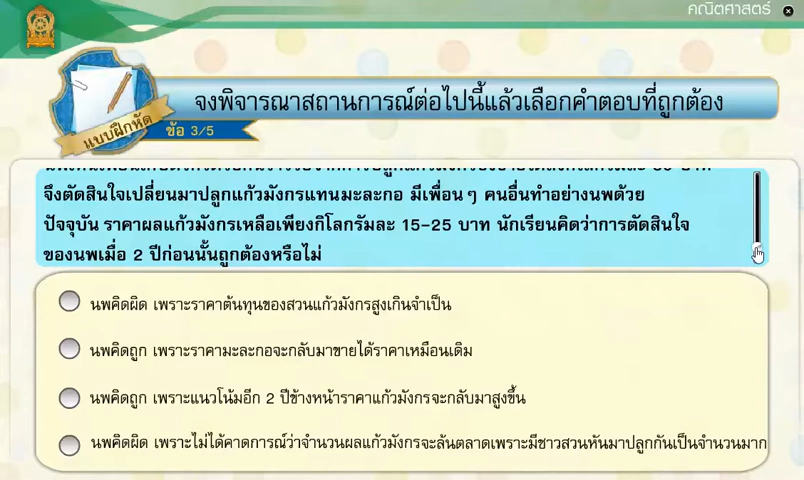 คณิตศาสตร์
จงพิจารณาสถานการณ์ต่อไปนี้แล้วเลือกคำตอบที่ถูกต้อง
แบบฝึกหัด
ข้อ 3/5
จึงตัดสินใจเปลี่ยนมาปลูกแก้วมังกรแทนมะละกอ มีเพื่อนๆ คนอื่นทำอย่างนพด้วย
ปัจจุบัน ราคาผลแก้วมังกรเหลือเพียงกิโลกรัมละ 15-25 บาท นักเรียนคิดว่าการตัดสินใจ
ของนพเมื่อ 2 ปีก่อนนั้นถูกต้องหรือไม่
นพคิดผิด เพราะราคาต้นทุนของสวนแก้วมังกรสูงเกินจำเป็น
นพคิดถูก เพราะราคามะละกอจะกลับมาขายได้ราคาเหมือนเดิม
นพคิดถูก เพราะแนวโน้มอีก 2 ปีข้างหน้าราคาแก้วมังกรจะกลับมาสูงขึ้น
นพคิดผิด เพราะไม่ได้คาดการณ์ว่าจำนวนผลแก้วมังกรจะล้นตลาดเพราะมีชาวสวนหันมาปลูกกันเป็นจำนวนมาก